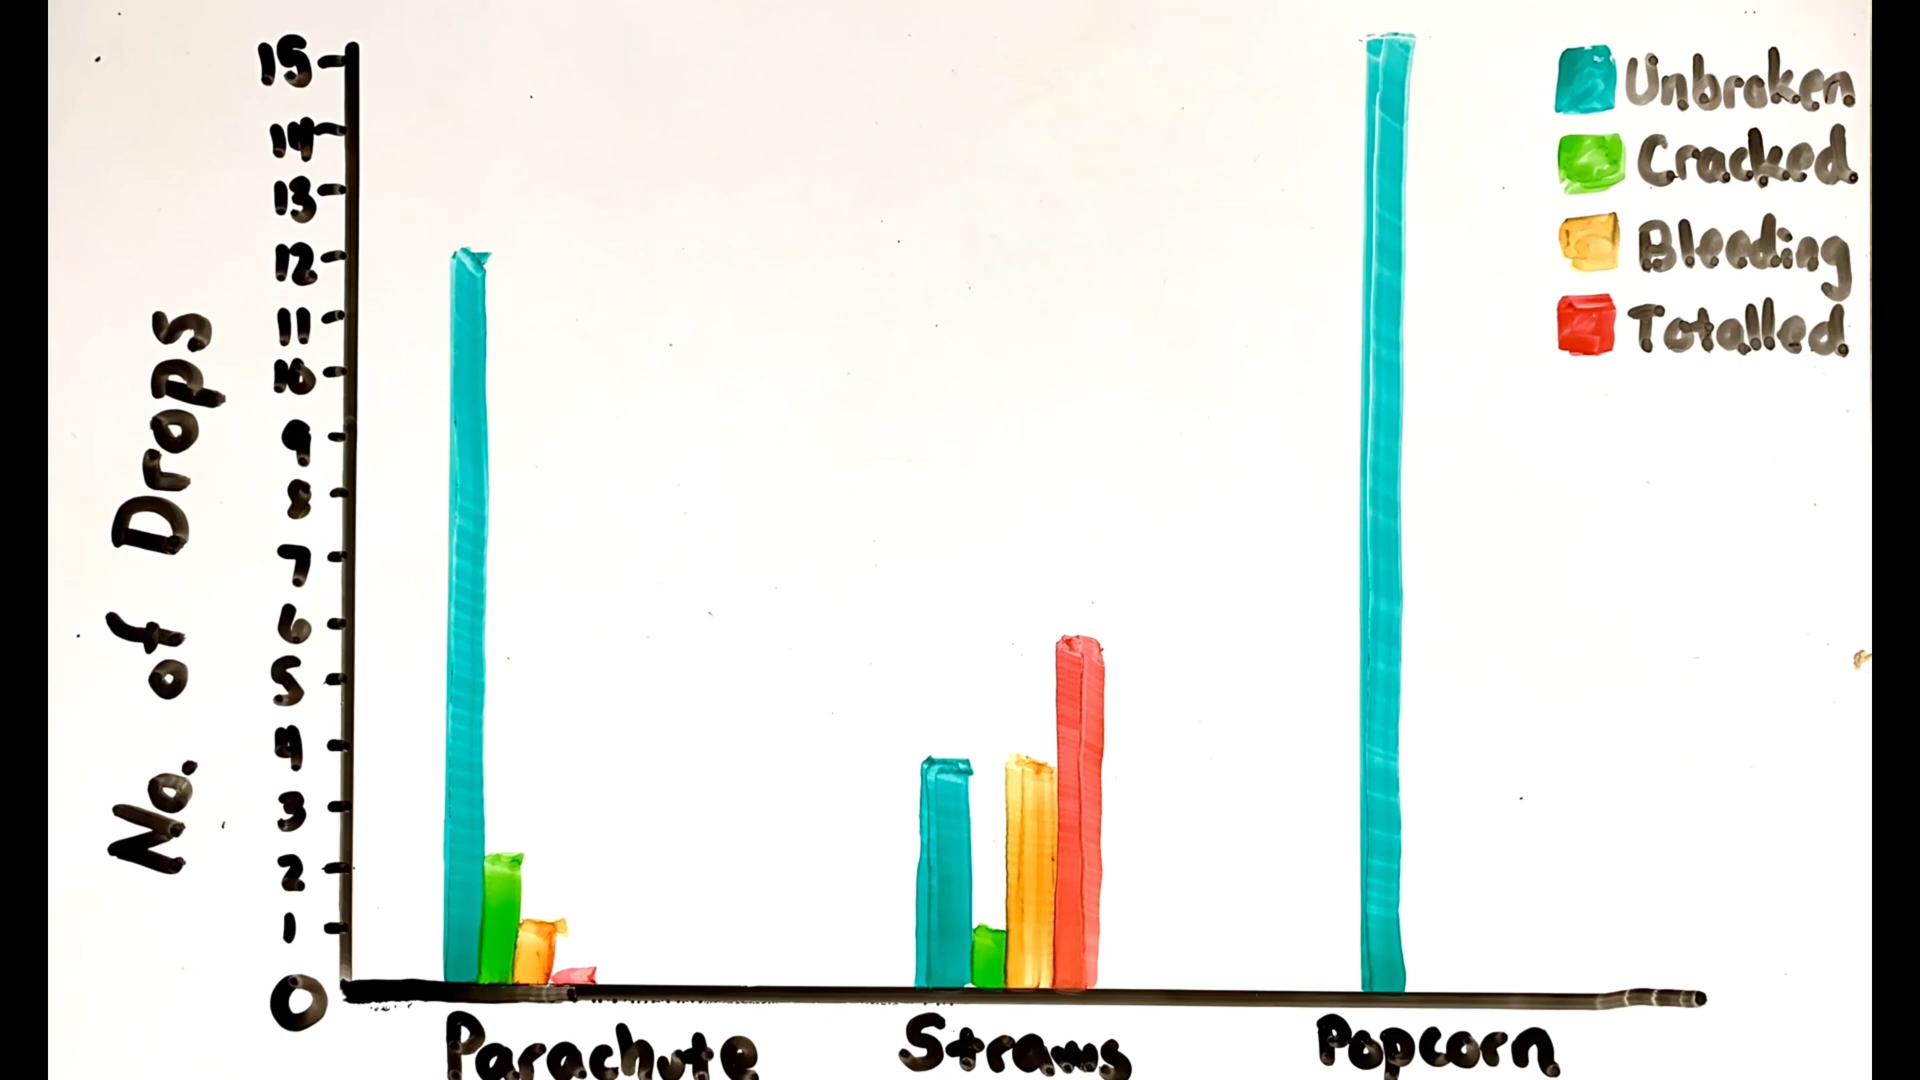 No. of Drops
15
14
13
12
11
10
9
8
7
6
5
4
3
2
1
0
Parachute
Straws
Popcorn
Unbroken
Cracked
Bleeding
Totalled